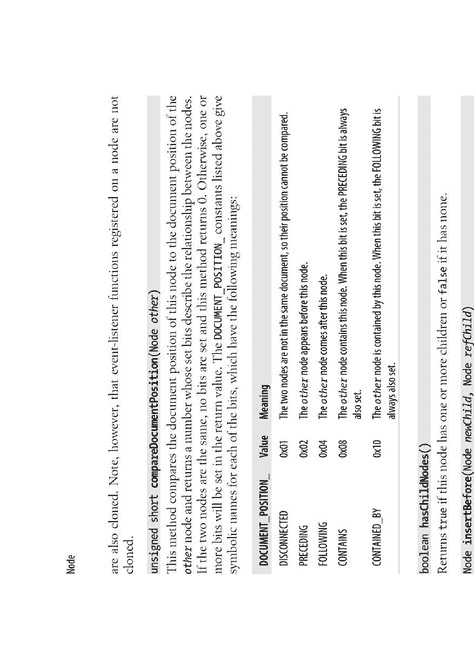 Node
are also cloned. Note, however, that event-listener functions registered on a node are not
cloned.
unsigned short compareDocumentPosition(Node other)
This method compares the document position of this node to the document position of the
other node and returns a number whose set bits describe the relationship between the nodes.
If the two nodes are the same, no bits are set and this method returns 0. Otherwise, one or
more bits will be set in the return value. The DOCUMENT_POSITION_ constants listed above give
symbolic names for each of the bits, which have the following meanings:
DOCUMENT_POSITION_ Value Meaning
DISCONNECTED 0x01 The two nodes are not in the same document, so their position cannot be compared.
PRECEDING 0x02 The other node appears before this node.
FOLLOWING 0x04 The other node comes after this node.
CONTAINS 0x08 The other node contains this node. When this bit is set, the PRECEDING bit is always
also set.
CONTAINED_BY 0x10 The other node is contained by this node. When this bit is set, the FOLLOWING bit is
always also set.
boolean hasChildNodes()
Returns true if this node has one or more children or false if it has none.
Node insertBefore(Node newChild, Node refChild)